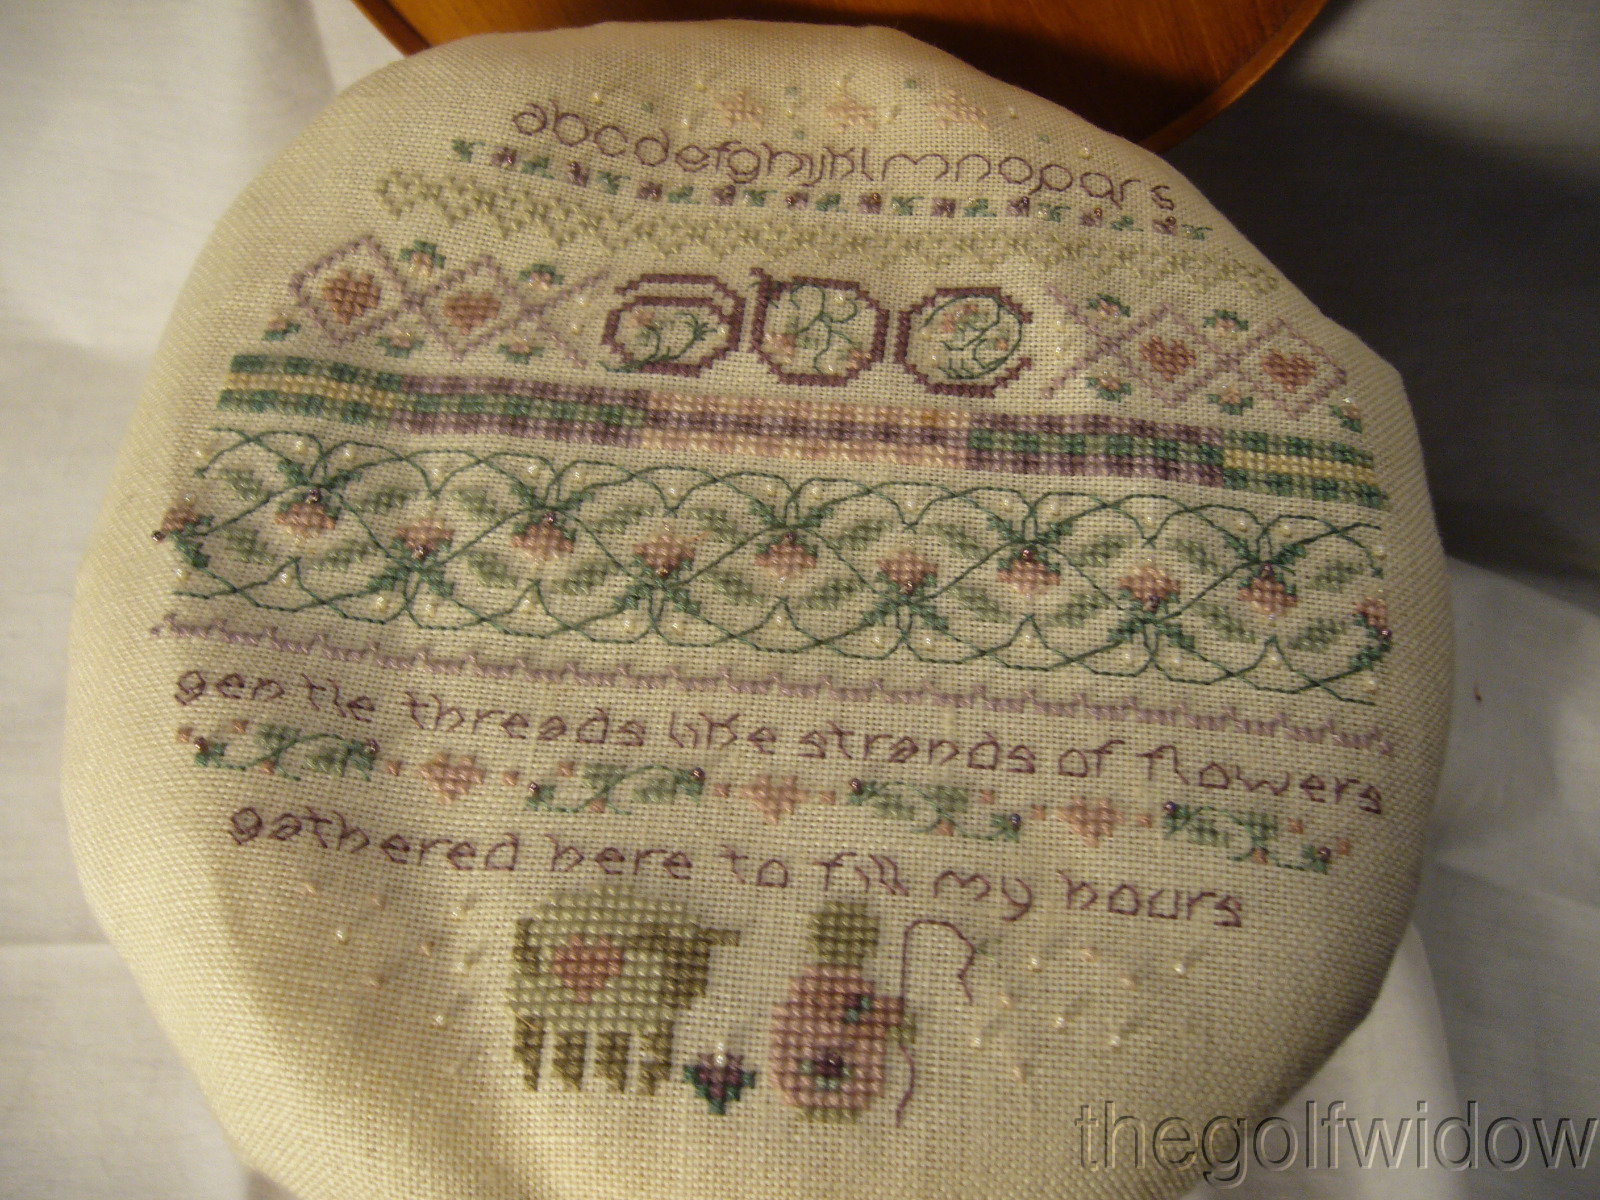 abcdefghijklmnopqrs
abc
gentle threads like strands of flowers
gathered here to fill my hours
thegolfwidow